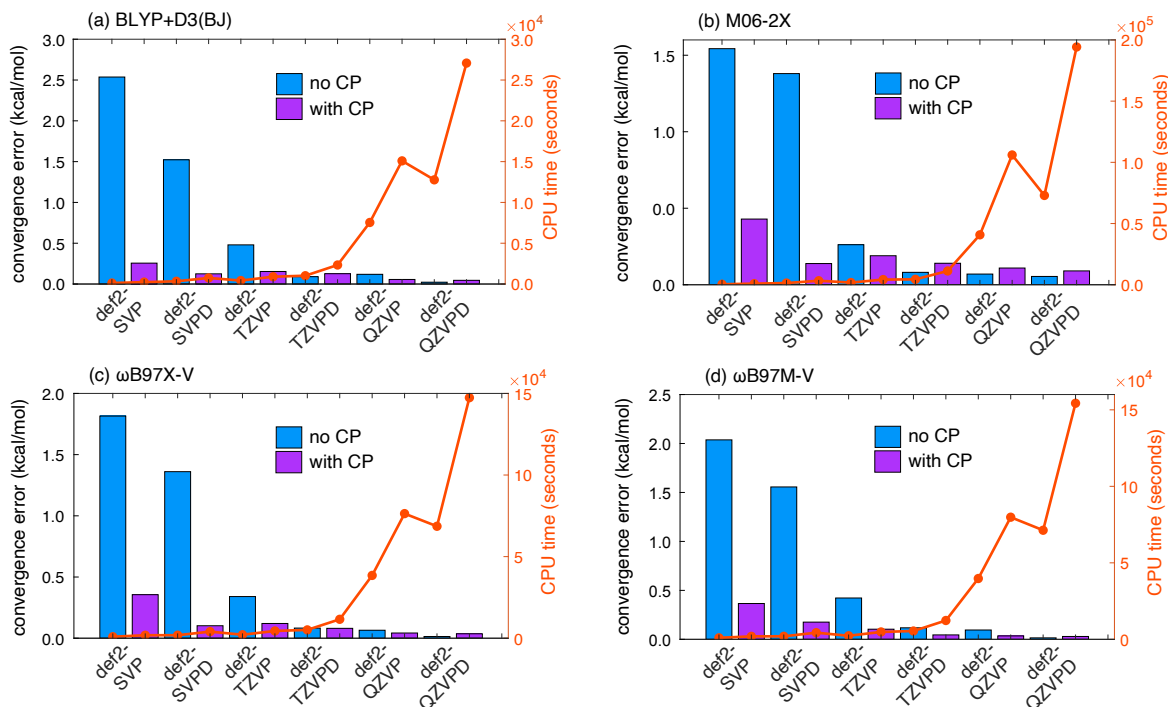 (a) BLYP+D3(BJ)
×10⁴
convergence error (kcal/mol)
3.0
2.5
2.0
1.5
1.0
0.5
0.0
no CP
with CP
3.0
2.5
2.0
1.5
1.0
0.5
0.0
CPU time (seconds)
def2-
SVP
def2-
SVPD
def2-
TZVP
def2-
TZVPD
def2-
QZVP
def2-
QZVPD
(b) M06-2X
×10⁵
convergence error (kcal/mol)
1.5
1.0
0.0
0.0
no CP
with CP
2.0
1.5
1.0
0.5
0.0
CPU time (seconds)
def2-
SVP
def2-
SVPD
def2-
TZVP
def2-
TZVPD
def2-
QZVP
def2-
QZVPD
(c) ωB97X-V
×10⁴
convergence error (kcal/mol)
2.0
1.5
1.0
0.5
0.0
no CP
with CP
15
10
5
0
CPU time (seconds)
def2-
SVP
def2-
SVPD
def2-
TZVP
def2-
TZVPD
def2-
QZVP
def2-
QZVPD
(d) ωB97M-V
×10⁴
convergence error (kcal/mol)
2.5
2.0
1.5
1.0
0.5
0.0
no CP
with CP
15
10
5
0
CPU time (seconds)
def2-
SVP
def2-
SVPD
def2-
TZVP
def2-
TZVPD
def2-
QZVP
def2-
QZVPD